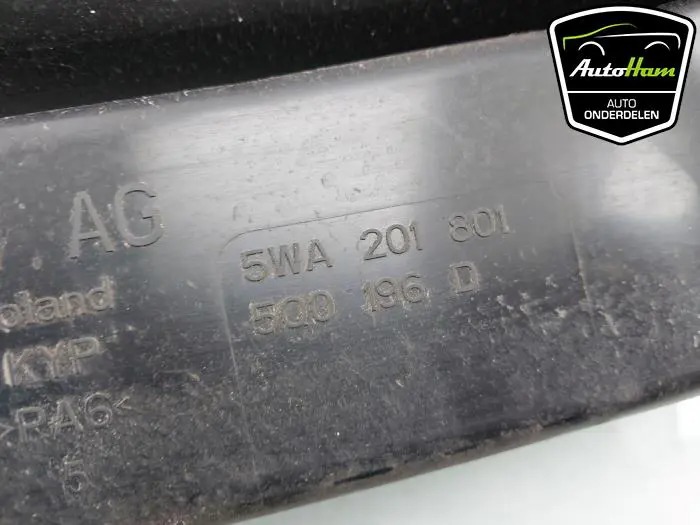 AutoHam
AUTO
ONDERDELEN
AG
5WA 201 801
5Q0 196 D
oland
KYP
>PA6<
5